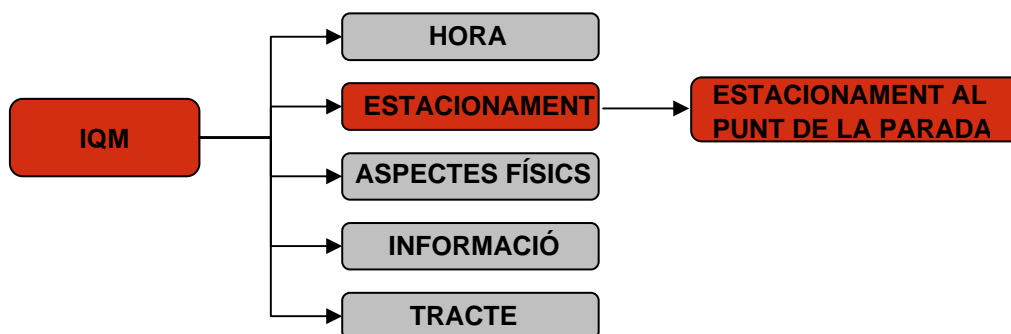 HORA
ESTACIONAMENT
ESTACIONAMENT AL
PUNT DE LA PARADA
IQM
ASPECTES FÍSICS
INFORMACIÓ
TRACTE